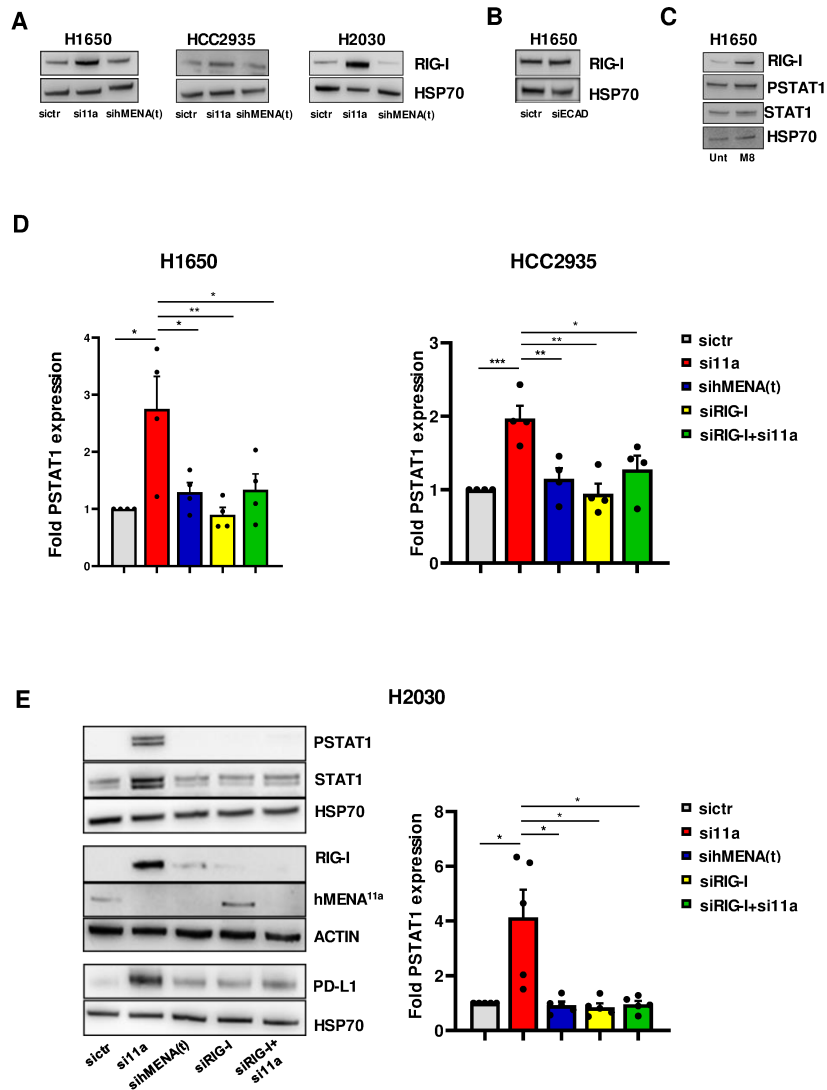 A
H1650
HCC2935
H2030
RIG-I
HSP70
sictr si11a sihMENA(t)
sictr si11a sihMENA(t)
sictr si11a sihMENA(t)
B
H1650
RIG-I
HSP70
sictr siECAD
C
H1650
RIG-I
PSTAT1
STAT1
HSP70
Unt M8
D
H1650
Fold PSTAT1 expression
4
3
2
1
0
*
**
*
*
HCC2935
Fold PSTAT1 expression
3
2
1
0
*
**
**
***
sictr
si11a
sihMENA(t)
siRIG-I
siRIG-I+si11a
E
H2030
PSTAT1
STAT1
HSP70
RIG-I
hMENA¹¹ᵃ
ACTIN
PD-L1
HSP70
sictr
si11a
sihMENA(t)
siRIG-I
siRIG-I+
si11a
Fold PSTAT1 expression
8
6
4
2
0
*
*
*
*
sictr
si11a
sihMENA(t)
siRIG-I
siRIG-I+si11a